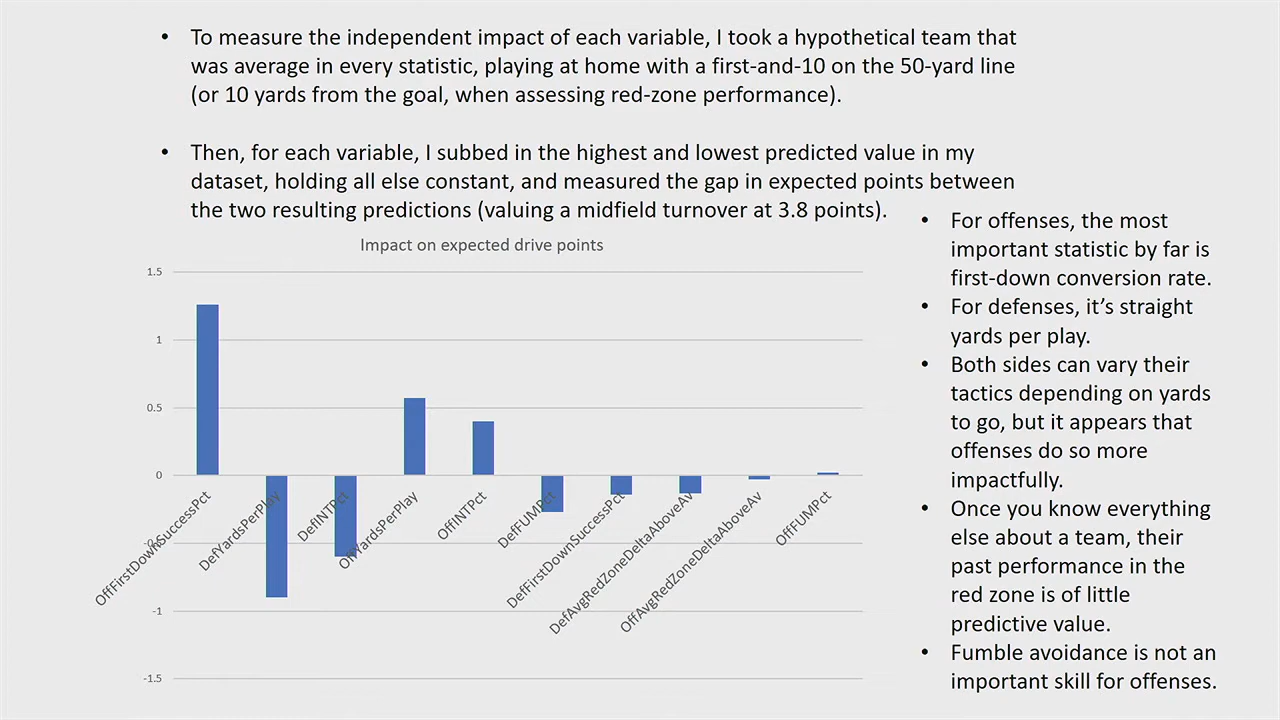 • To measure the independent impact of each variable, I took a hypothetical team that
was average in every statistic, playing at home with a first-and-10 on the 50-yard line
(or 10 yards from the goal, when assessing red-zone performance).
• Then, for each variable, I subbed in the highest and lowest predicted value in my
dataset, holding all else constant, and measured the gap in expected points between
the two resulting predictions (valuing a midfield turnover at 3.8 points).
Impact on expected drive points
1.5
1
0.5
0
-0.5
-1
-1.5
OffFirstDownSuccessPct
DefYardsPerPlay
DefINTPct
OffYardsPerPlay
OffINTPct
DefFUMPct
DefFirstDownSuccessPct
DefAvgRedZoneDeltaAboveAv
OffAvgRedZoneDeltaAboveAv
OffFUMPct
• For offenses, the most
important statistic by far is
first-down conversion rate.
• For defenses, it’s straight
yards per play.
• Both sides can vary their
tactics depending on yards
to go, but it appears that
offenses do so more
impactfully.
• Once you know everything
else about a team, their
past performance in the
red zone is of little
predictive value.
• Fumble avoidance is not an
important skill for offenses.